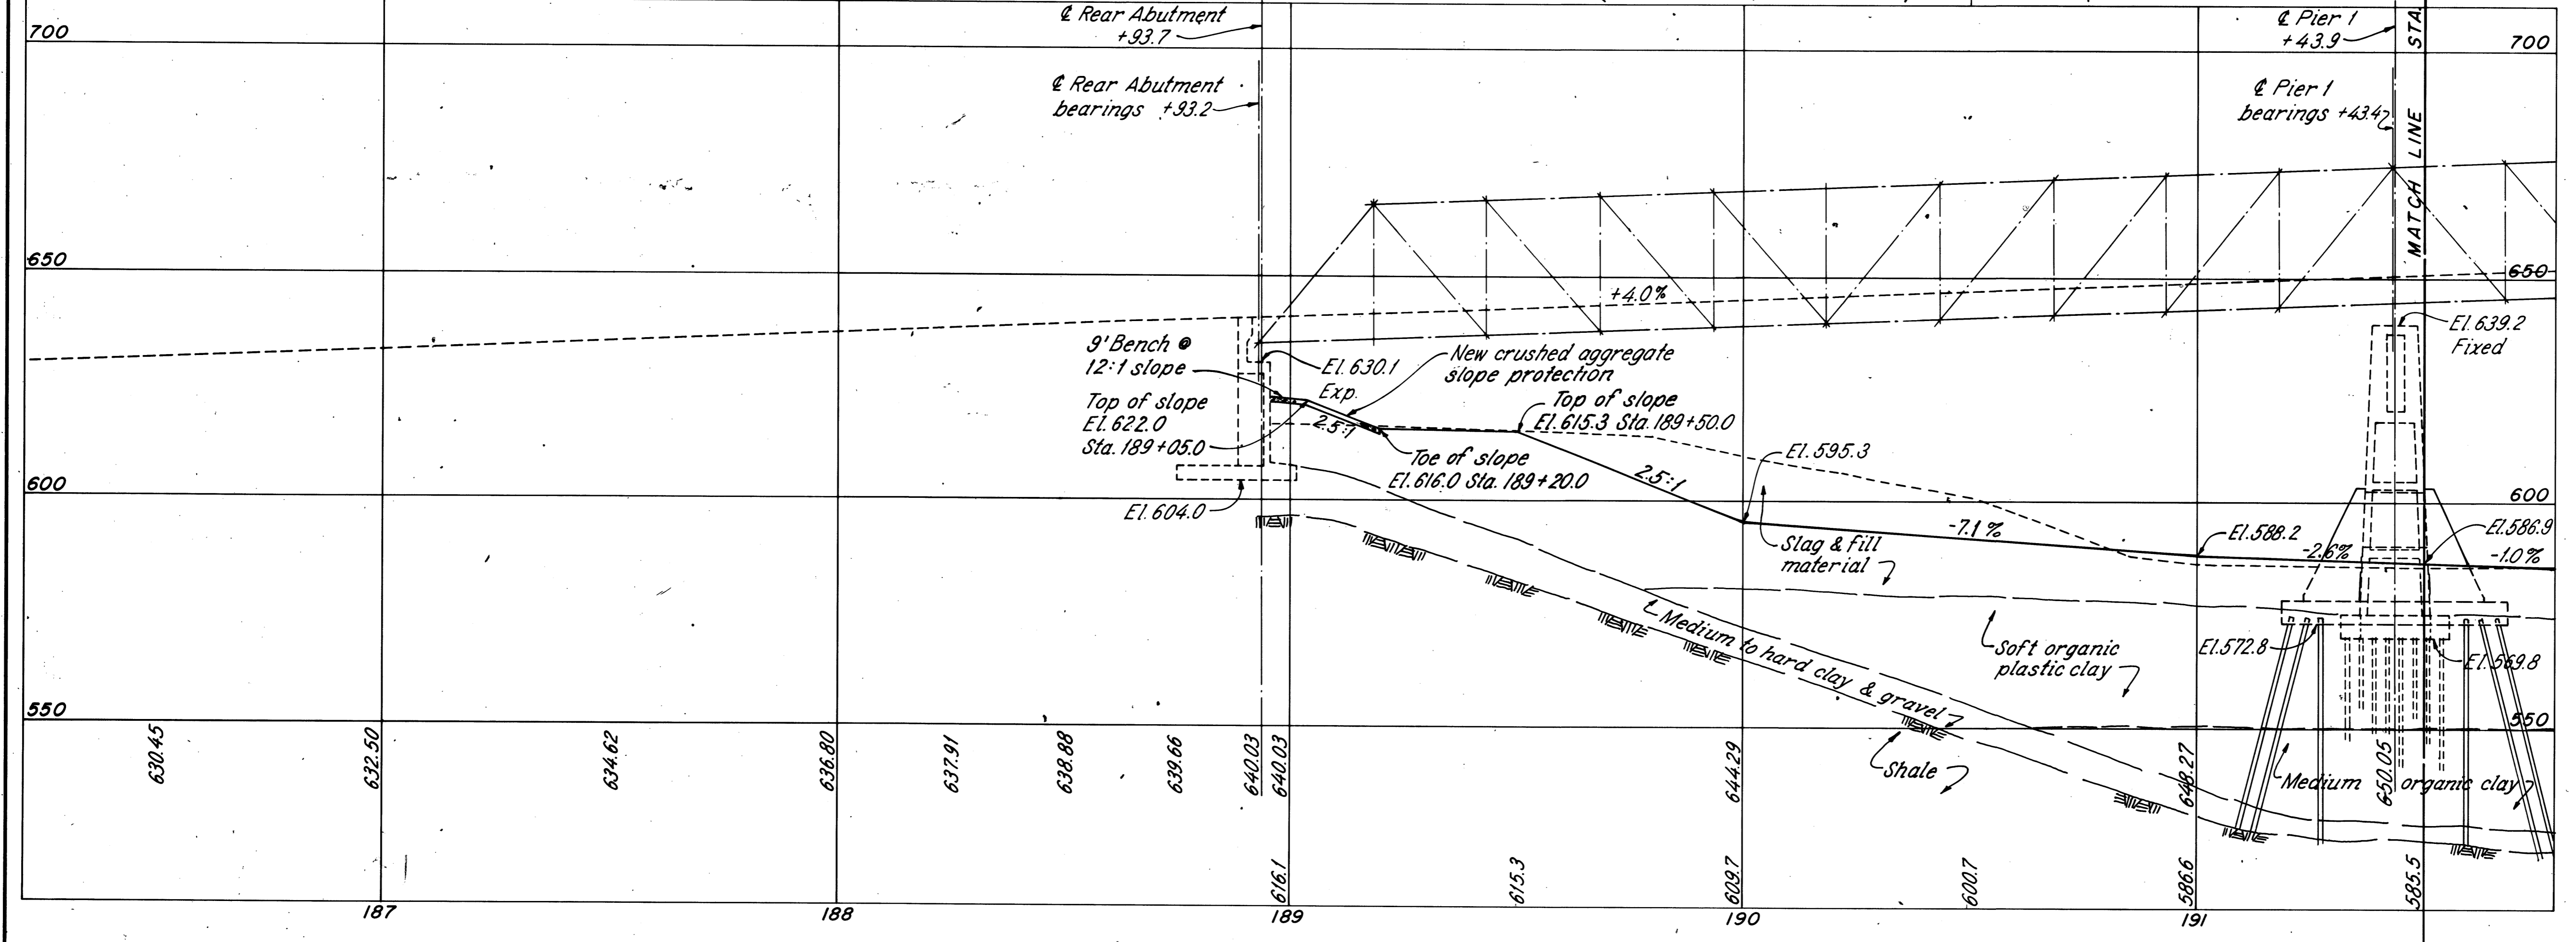 ℄ Rear Abutment
+93.7
℄ Pier 1
+43.9
MATCH LINE STA.
700
700
℄ Rear Abutment
bearings +93.2
℄ Pier 1
bearings +43.4
650
650
+4.0%
9' Bench @
12:1 slope
El. 630.1
Exp.
New crushed aggregate
slope protection
El. 639.2
Fixed
Top of slope
El. 622.0
Sta. 189+05.0
2.5:1
Top of slope
El. 615.3 Sta. 189+50.0
Toe of slope
El. 616.0 Sta. 189+20.0
2.5:1
El. 595.3
600
600
El. 604.0
Slag & fill
material
-7.1%
El. 588.2
-2.6%
El. 586.9
-1.0%
Medium to hard clay & gravel
Soft organic
plastic clay
El. 572.8
El. 569.8
550
550
Shale
Medium organic clay
630.45
632.50
634.62
636.80
637.91
638.88
639.66
640.03
640.03
644.29
648.27
650.05
616.1
615.3
609.7
600.7
586.6
585.5
187
188
189
190
191